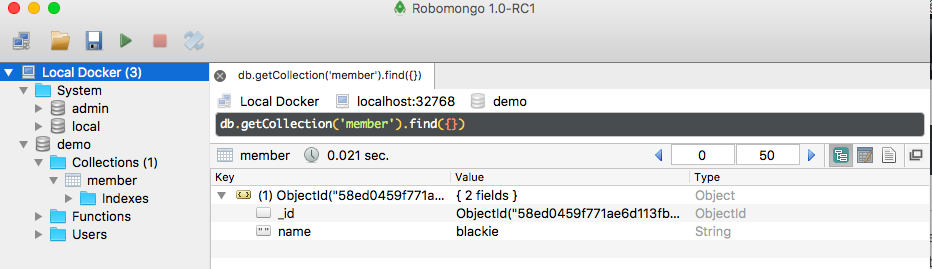 Robomongo 1.0-RC1
Local Docker (3)
System
admin
local
demo
Collections (1)
member
Indexes
Functions
Users
db.getCollection('member').find({})
Local Docker localhost:32768 demo
db.getCollection('member').find({})
member 0.021 sec. 0 50
Key Value Type
(1) ObjectId("58ed0459f771a... { 2 fields } Object
_id ObjectId("58ed0459f771ae6d113fb... ObjectId
" " name blackie String